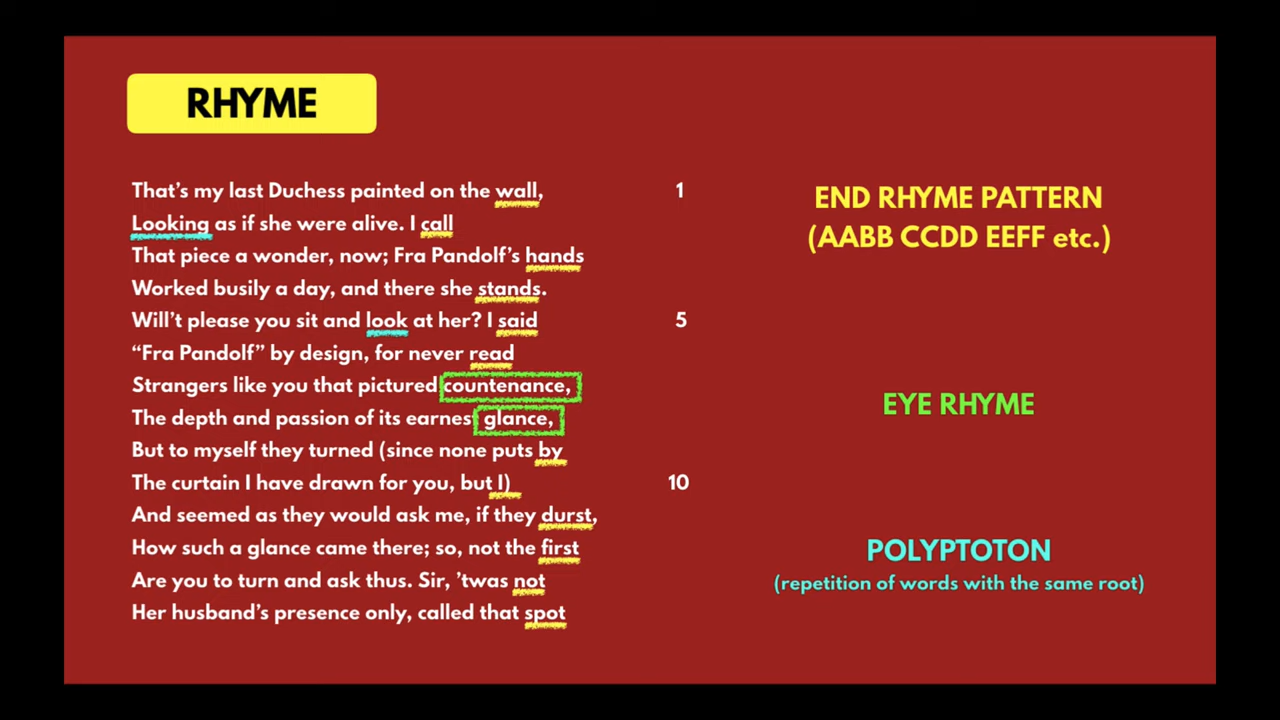 RHYME
That's my last Duchess painted on the wall,
Looking as if she were alive. I call
That piece a wonder, now; Fra Pandolf's hands
Worked busily a day, and there she stands.
Will't please you sit and look at her? I said
“Fra Pandolf” by design, for never read
Strangers like you that pictured countenance,
The depth and passion of its earnest glance,
But to myself they turned (since none puts by
The curtain I have drawn for you, but I)
And seemed as they would ask me, if they durst,
How such a glance came there; so, not the first
Are you to turn and ask thus. Sir, ’twas not
Her husband's presence only, called that spot
1
5
10
END RHYME PATTERN
(AABB CCDD EEFF etc.)
EYE RHYME
POLYPTOTON
(repetition of words with the same root)